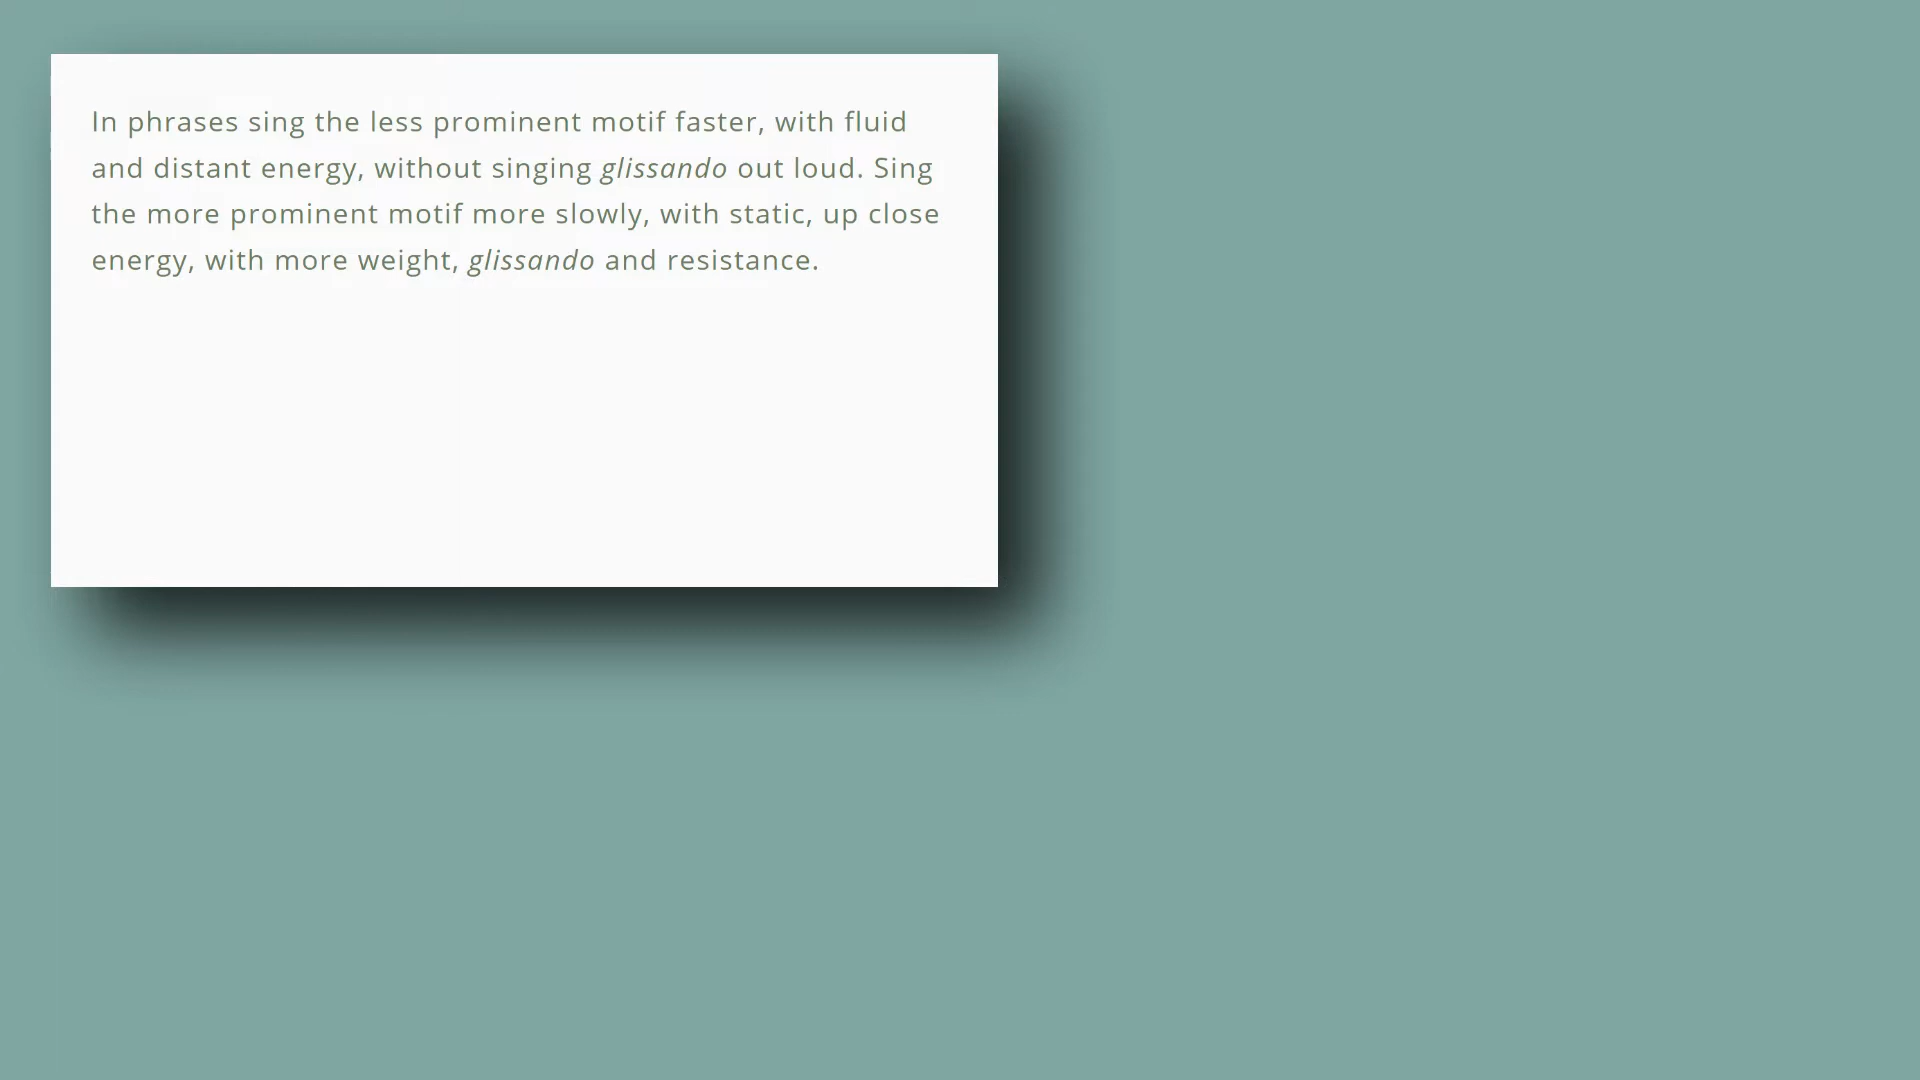 In phrases sing the less prominent motif faster, with fluid
and distant energy, without singing glissando out loud. Sing
the more prominent motif more slowly, with static, up close
energy, with more weight, glissando and resistance.